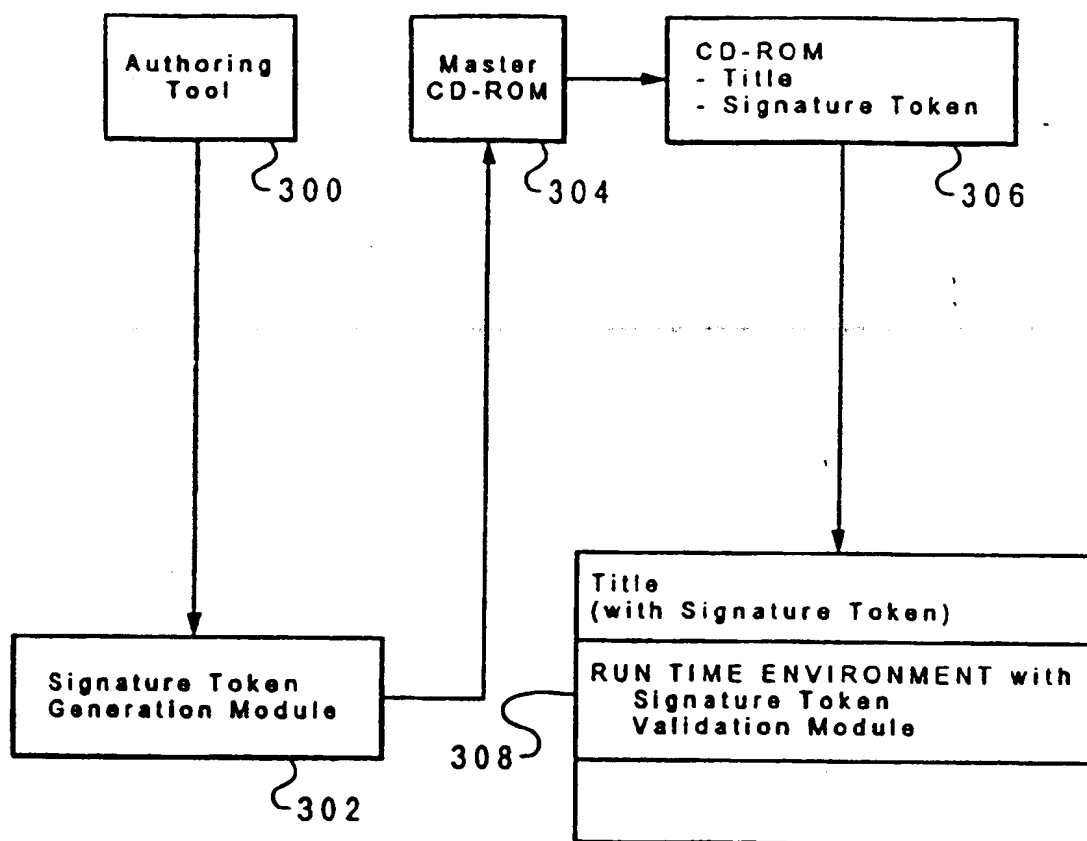 Authoring
Tool
300
Master
CD-ROM
304
CD-ROM
- Title
- Signature Token
306
Signature Token
Generation Module
302
Title
(with Signature Token)
RUN TIME ENVIRONMENT with
Signature Token
Validation Module
308